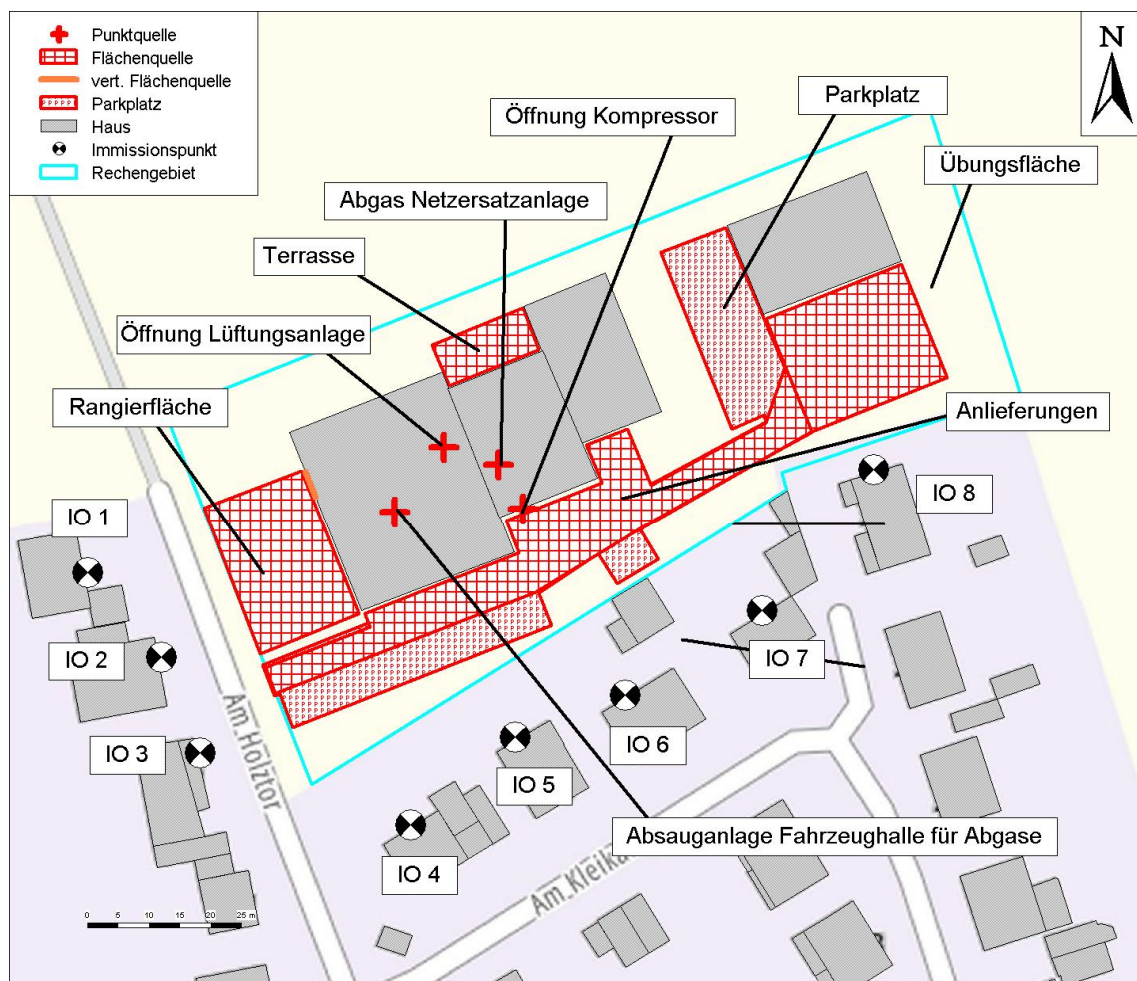 Punktquelle
Flächenquelle
vert. Flächenquelle
Parkplatz
Haus
Immissionspunkt
Rechengebiet
N
Öffnung Kompressor
Parkplatz
Übungsfläche
Abgas Netzersatzanlage
Terrasse
Öffnung Lüftungsanlage
Rangierfläche
Anlieferungen
IO 1
IO 8
IO 2
IO 7
IO 3
IO 6
IO 5
IO 4
Am Holztor
Absauganlage Fahrzeughalle für Abgase
0 5 10 15 20 25 m